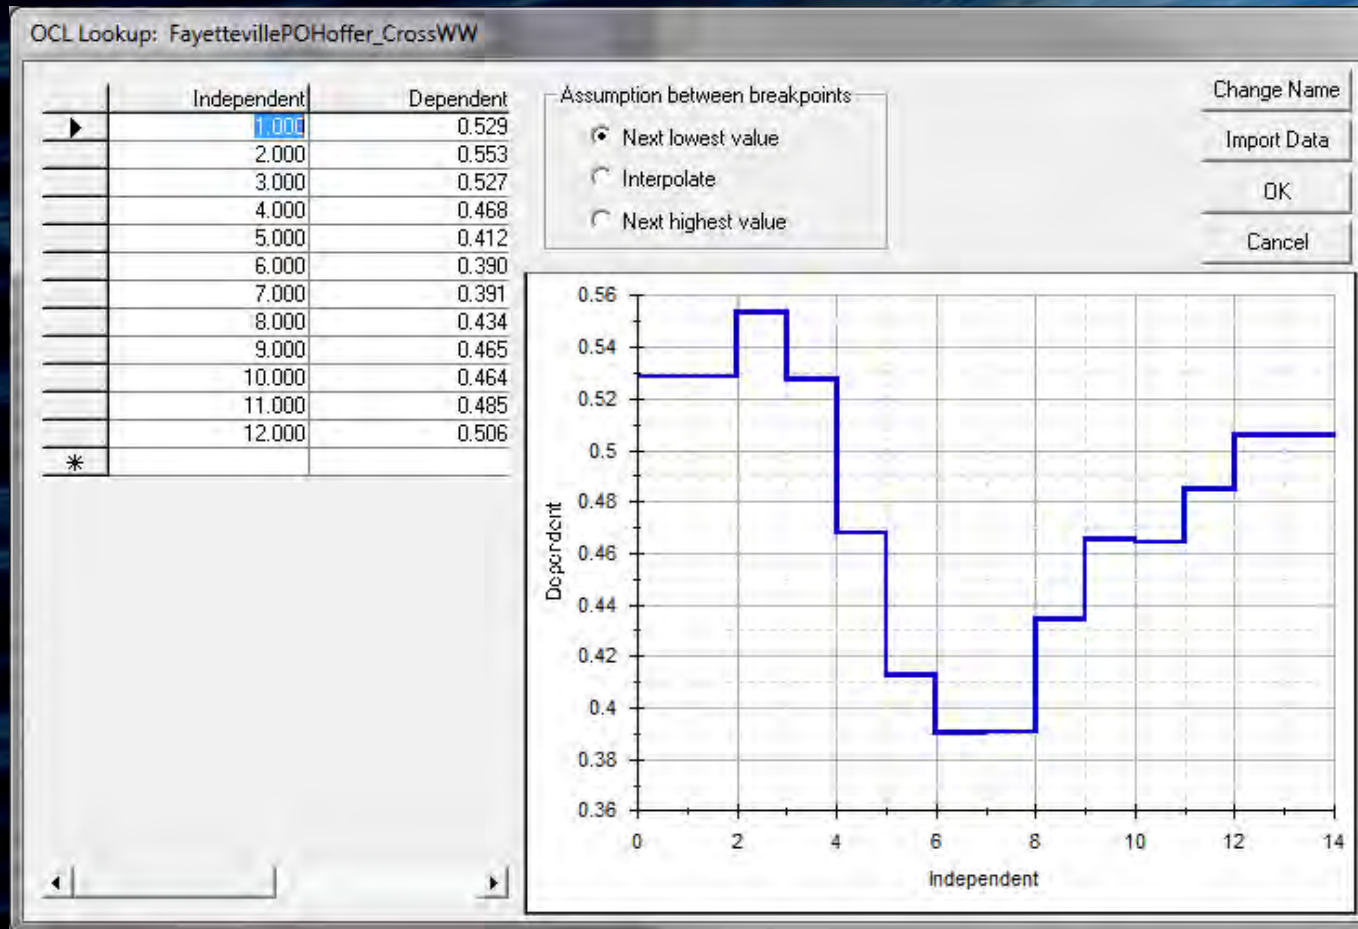 OCL Lookup: FayettevillePOHoffer_CrossWW
Independent Dependent
1.000 0.529
2.000 0.553
3.000 0.527
4.000 0.468
5.000 0.412
6.000 0.390
7.000 0.391
8.000 0.434
9.000 0.465
10.000 0.464
11.000 0.485
12.000 0.506
*
Assumption between breakpoints
Next lowest value
Interpolate
Next highest value
Change Name
Import Data
OK
Cancel
0.56
0.54
0.52
0.5
0.48
0.46
0.44
0.42
0.4
0.38
0.36
Dependent
0 2 4 6 8 10 12 14
Independent